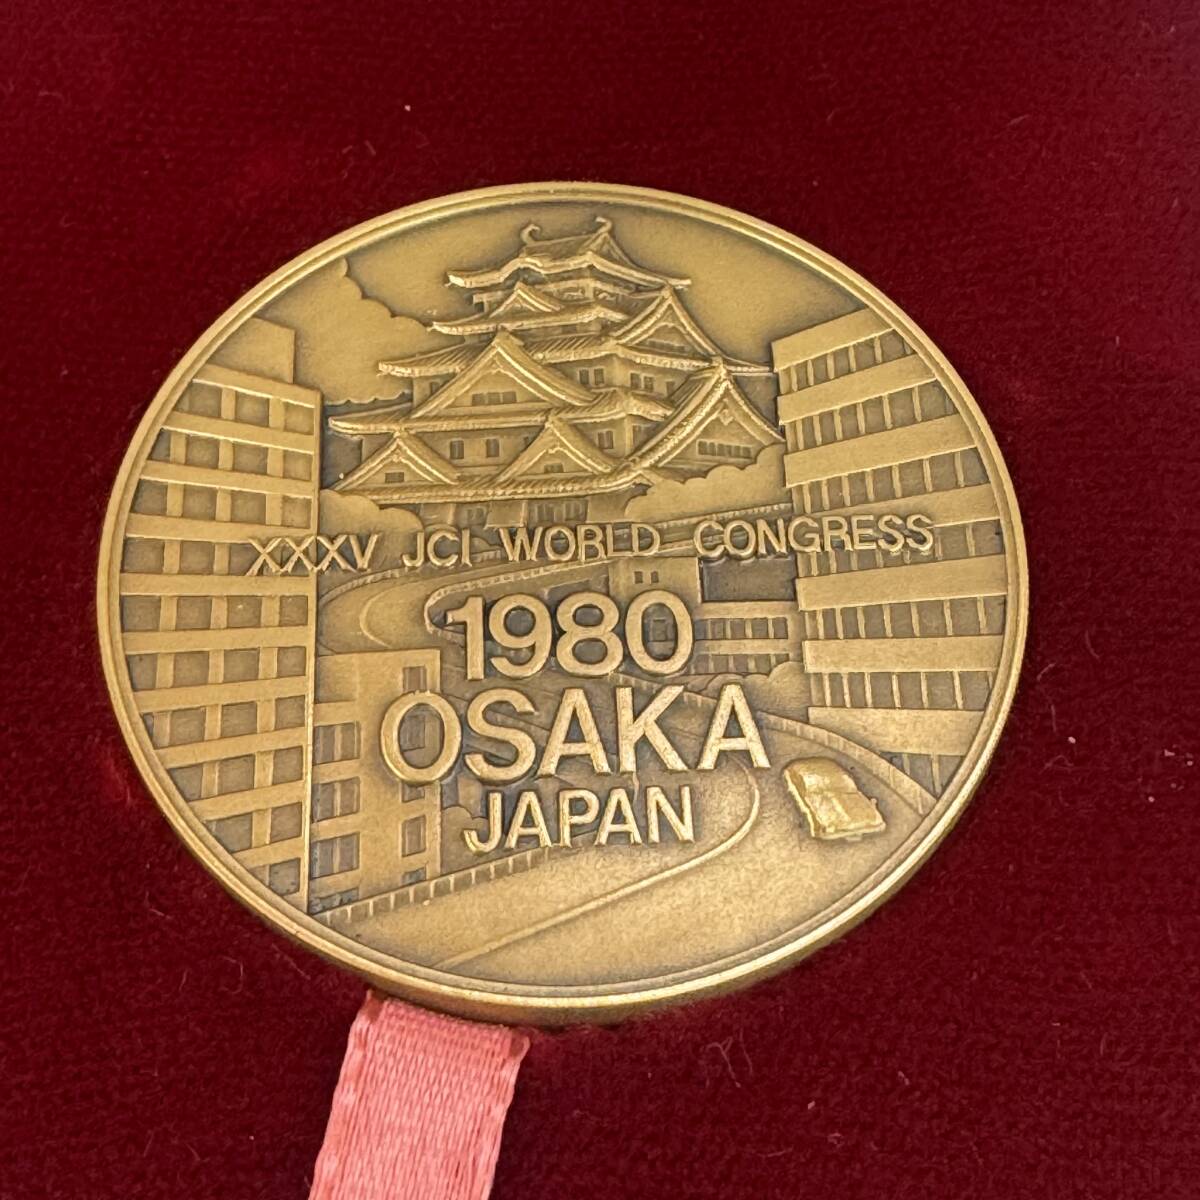 XXXV JCI WORLD CONGRESS
1980
OSAKA
JAPAN